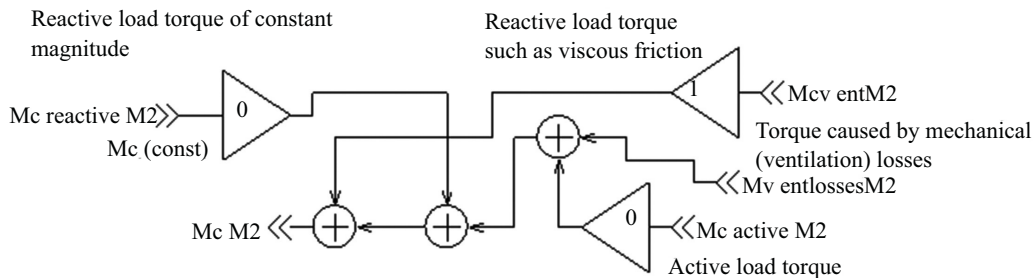 Reactive load torque of constant
magnitude
Reactive load torque
such as viscous friction
0
1
Mc reactive M2
Mcv entM2
Mc (const)
Torque caused by mechanical
(ventilation) losses
Mv entlossesM2
Mc M2
0
Mc active M2
Active load torque